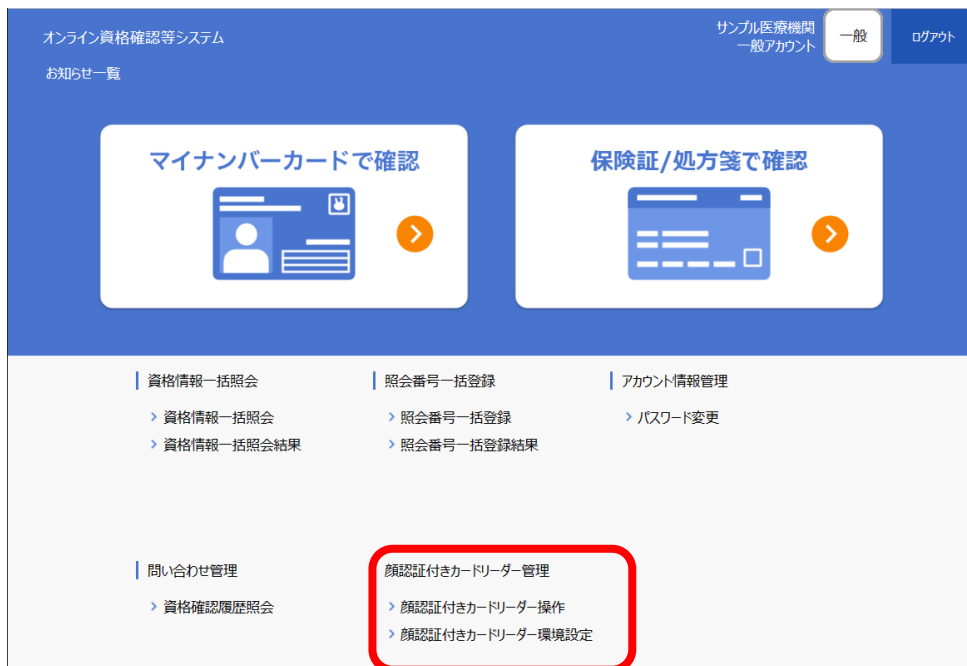 オンライン資格確認等システム
サンプル医療機関
一般アカウント
一般
ログアウト
お知らせ一覧
マイナンバーカードで確認
保険証/処方箋で確認
資格情報一括照会
資格情報一括照会
資格情報一括照会結果
照会番号一括登録
照会番号一括登録
照会番号一括登録結果
アカウント情報管理
パスワード変更
問い合わせ管理
資格確認履歴照会
顔認証付きカードリーダー管理
顔認証付きカードリーダー操作
顔認証付きカードリーダー環境設定